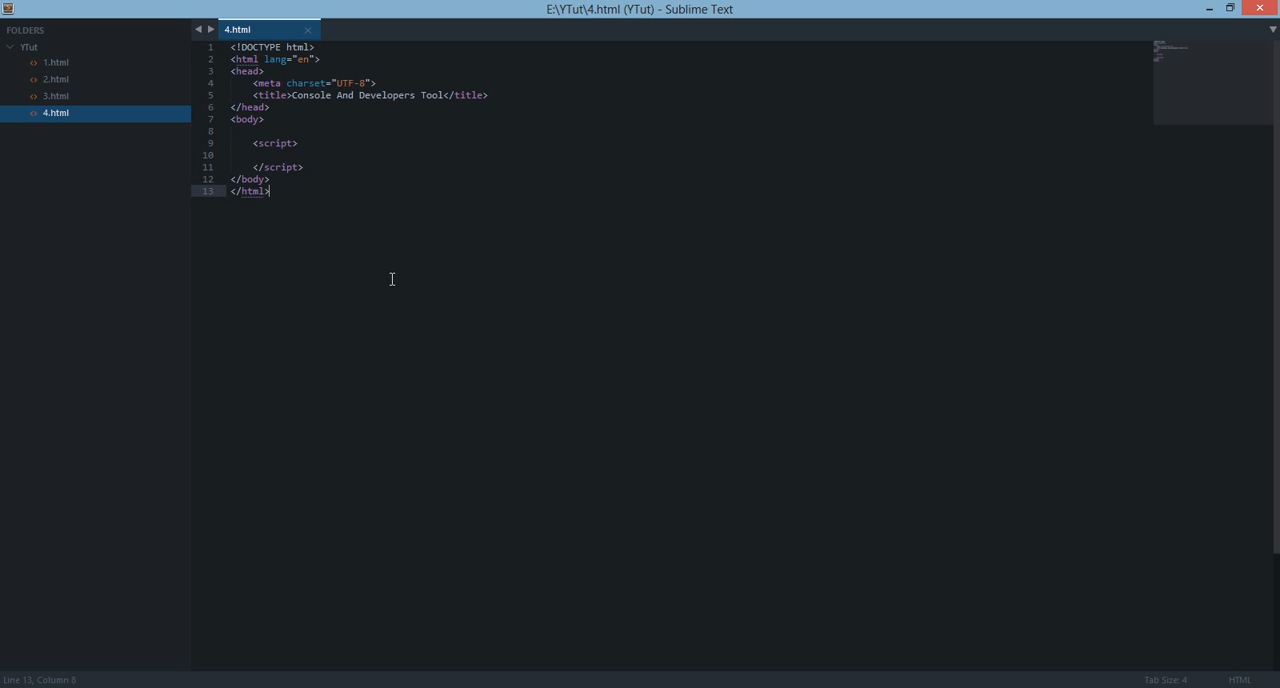 E:\YTut\4.html (YTut) - Sublime Text
FOLDERS
YTut
1.html
2.html
3.html
4.html
4.html
1 <!DOCTYPE html>
2 <html lang="en">
3 <head>
4 <meta charset="UTF-8">
5 <title>Console And Developers Tool</title>
6 </head>
7 <body>
8
9 <script>
10
11 </script>
12 </body>
13 </html>
Line 13, Column 8
Tab Size: 4
HTML